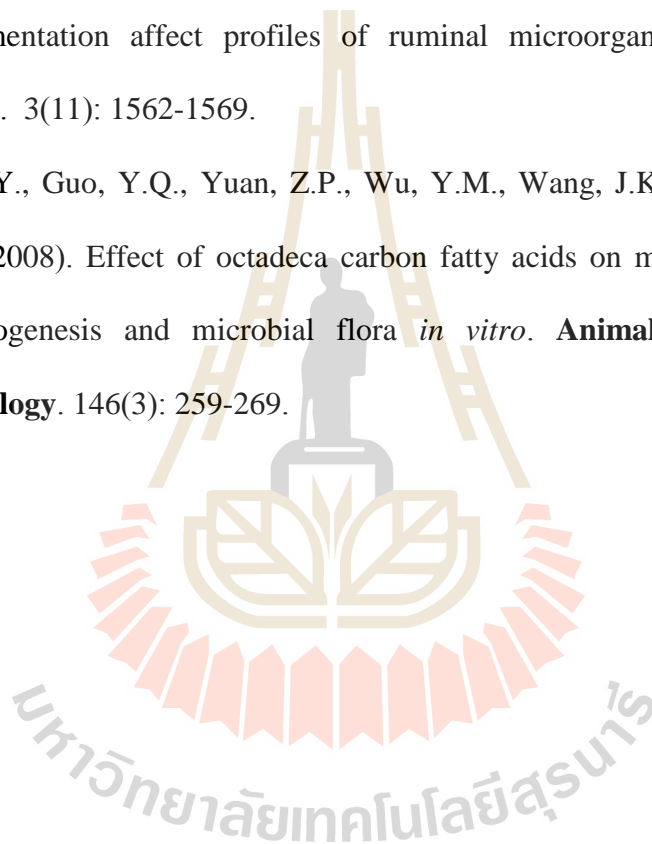 mentation affect profiles of ruminal microorgan
. 3(11): 1562-1569.
Y., Guo, Y.Q., Yuan, Z.P., Wu, Y.M., Wang, J.K
2008). Effect of octadeca carbon fatty acids on m
ogenesis and microbial flora in vitro. Animal
logy. 146(3): 259-269.
มหาวิทยาลัยเทคโนโลยีสุรนารี